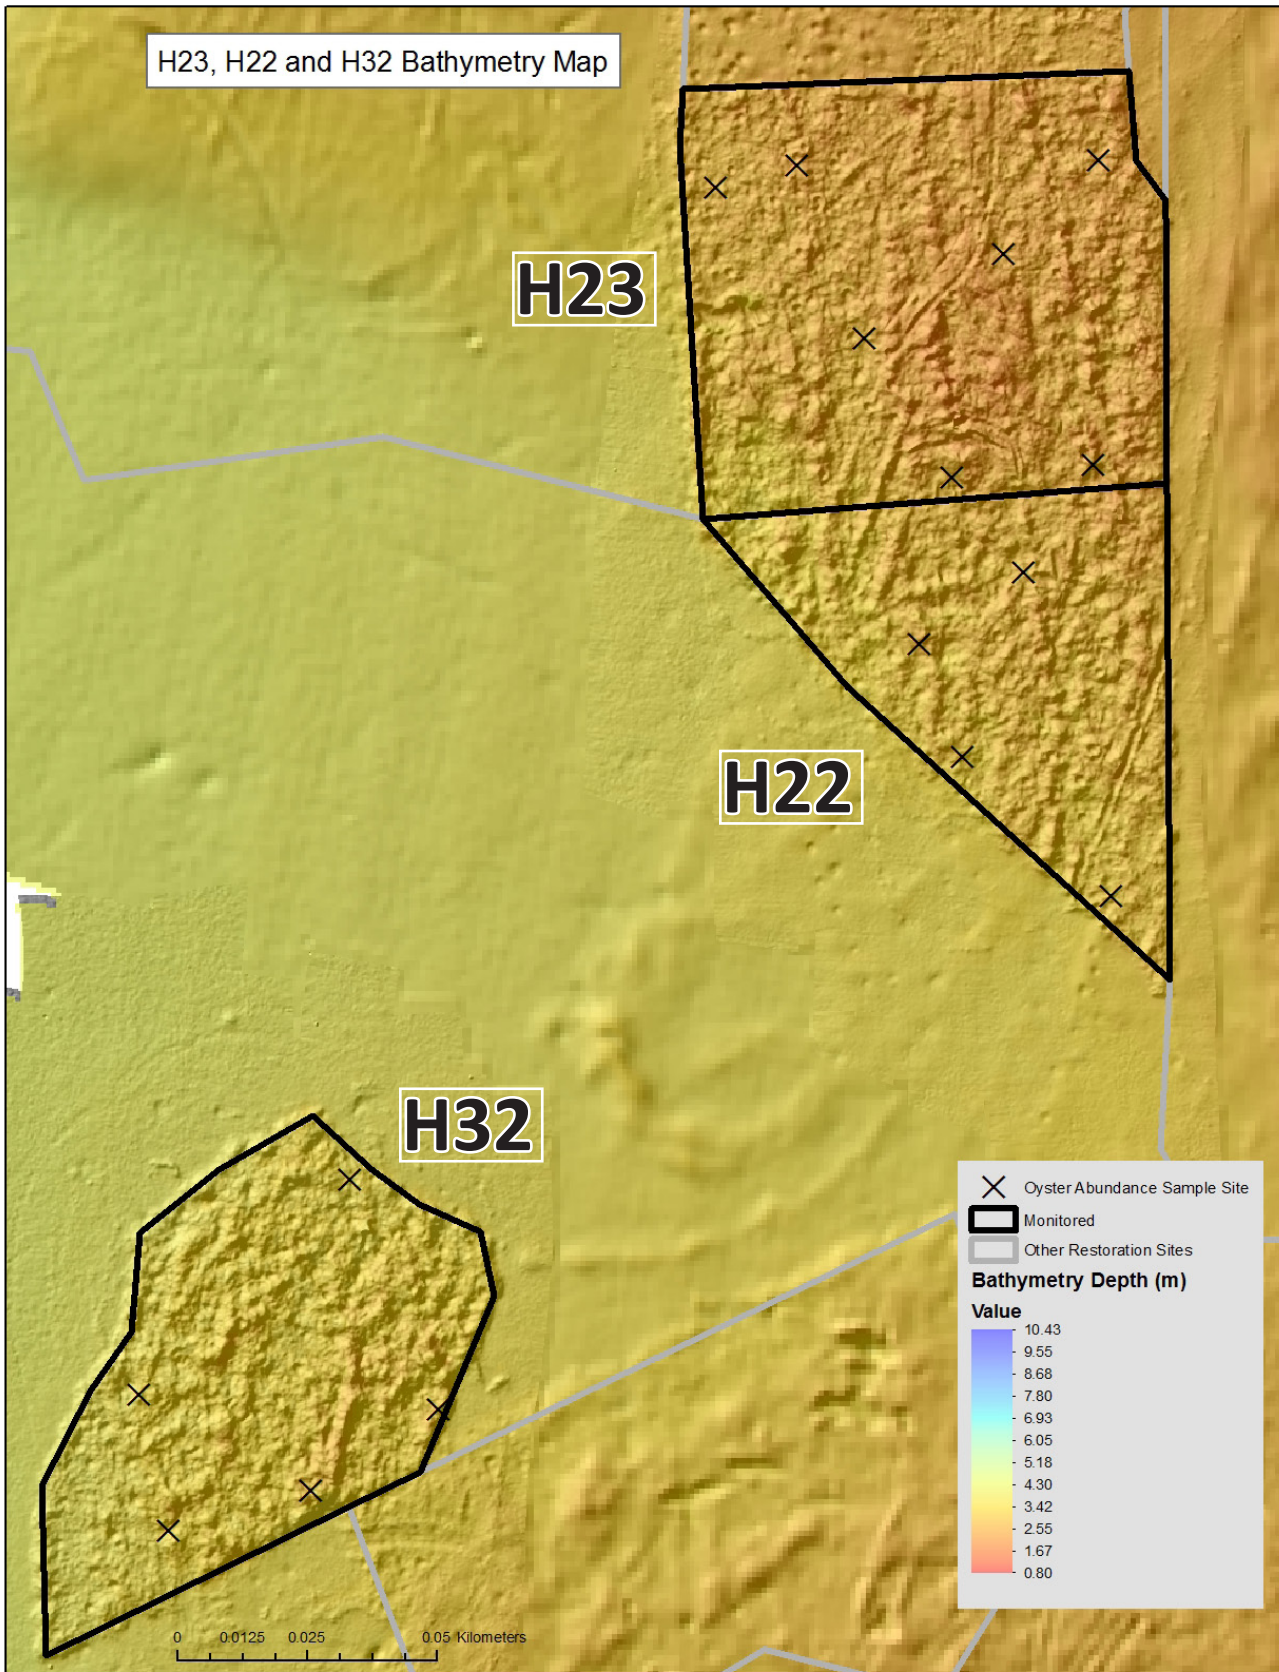 H23, H22 and H32 Bathymetry Map
H23
H22
H32
Oyster Abundance Sample Site
Monitored
Other Restoration Sites
Bathymetry Depth (m)
Value
10.43
9.55
8.68
7.80
6.93
6.05
5.18
4.30
3.42
2.55
1.67
0.80
0 0.0125 0.025 0.05 Kilometers